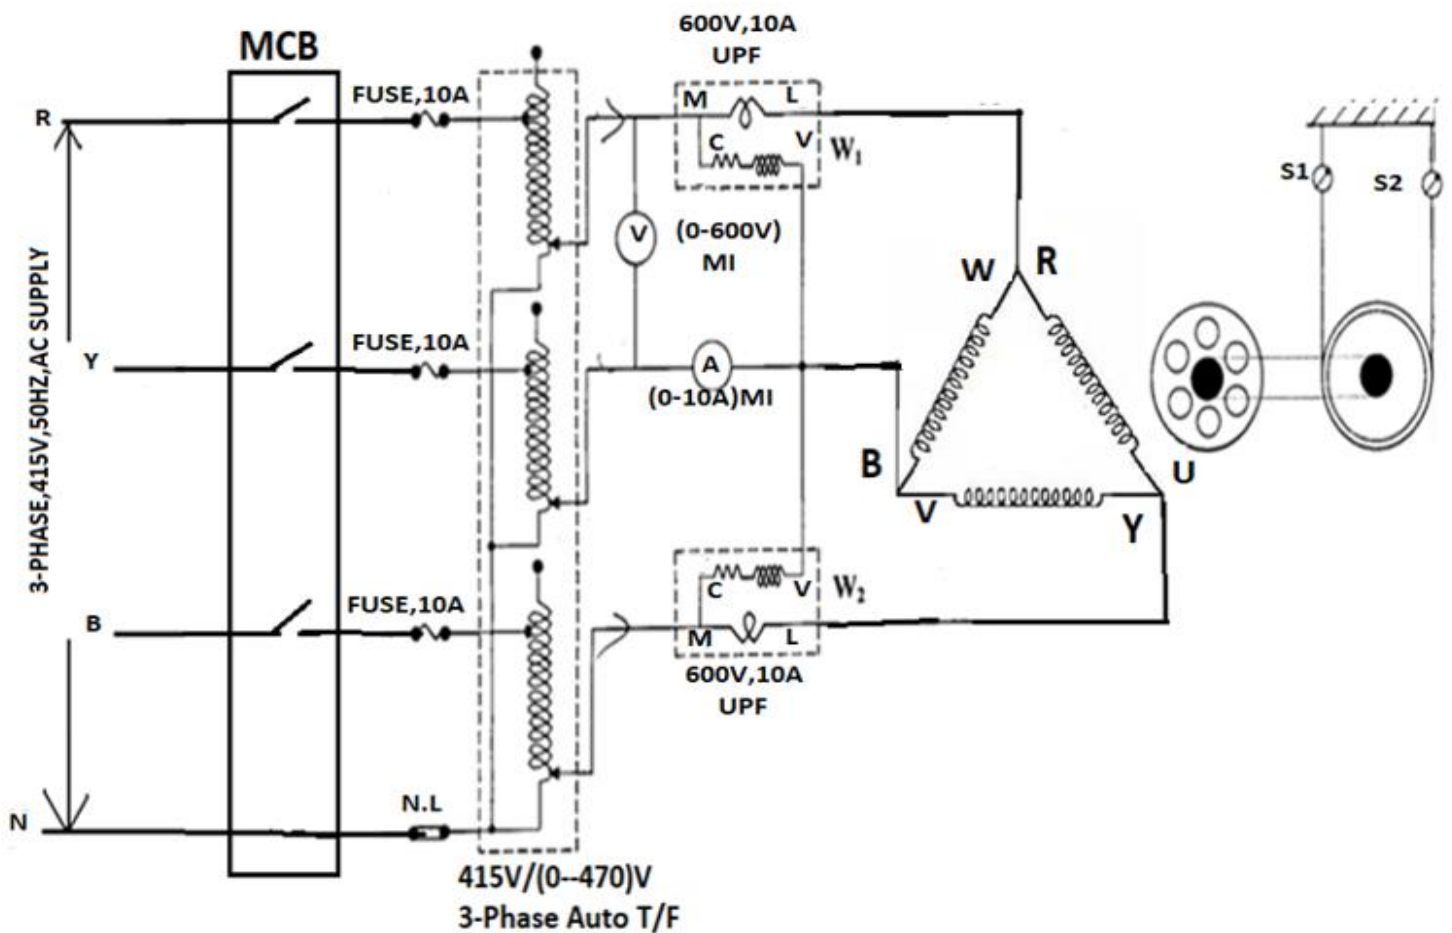 600V,10A
UPF
MCB
FUSE,10A
M L
R
C V W1
S1
S2
V (0-600V)
MI
W R
3-PHASE,415V,50HZ,AC SUPPLY
Y
FUSE,10A
A
(0-10A)MI
B
U
V
Y
FUSE,10A
B
C V W2
M L
600V,10A
UPF
N.L
N
415V/(0--470)V
3-Phase Auto T/F